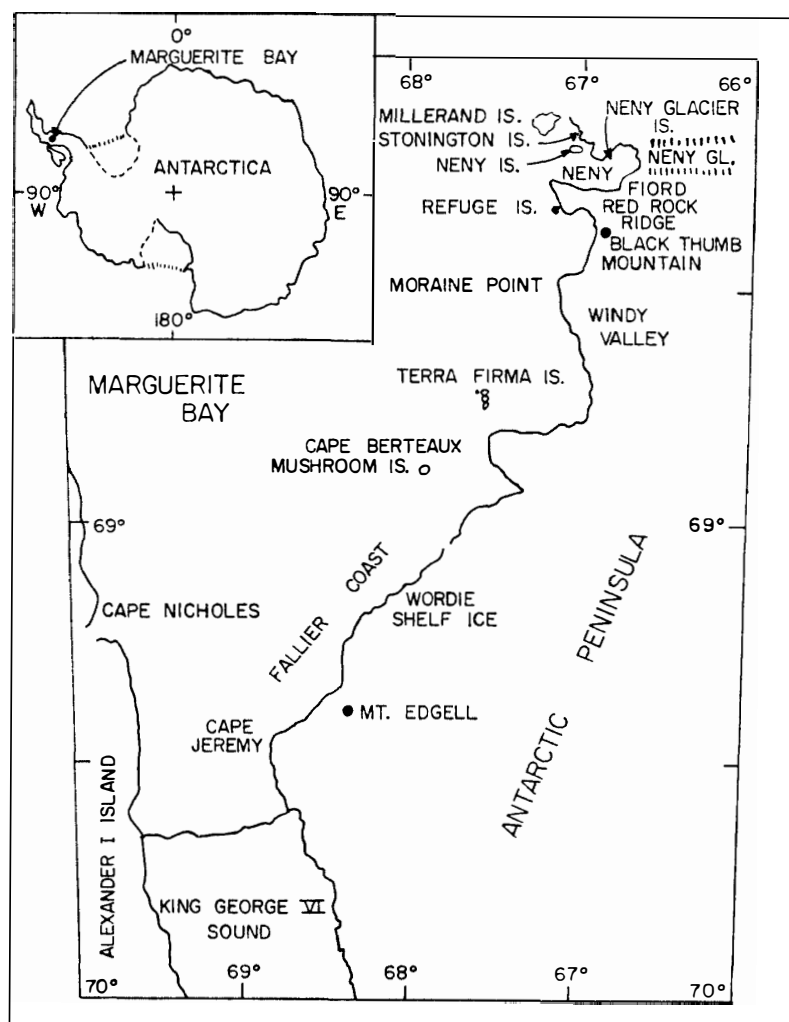 0°
MARGUERITE BAY
ANTARCTICA
90°
W
90°
E
180°
68°
67°
66°
MILLERAND IS.
STONINGTON IS.
NENY IS.
NENY GLACIER
IS.
NENY GL.
NENY
FIORD
REFUGE IS.
RED ROCK
RIDGE
BLACK THUMB
MOUNTAIN
MORAINE POINT
WINDY
VALLEY
MARGUERITE
BAY
TERRA FIRMA IS.
CAPE BERTEAUX
MUSHROOM IS.
69°
69°
CAPE NICHOLES
FALLIER COAST
WORDIE
SHELF ICE
ANTARCTIC PENINSULA
MT. EDGELL
CAPE
JEREMY
ALEXANDER I ISLAND
KING GEORGE VI
SOUND
70°
69°
68°
67°
70°